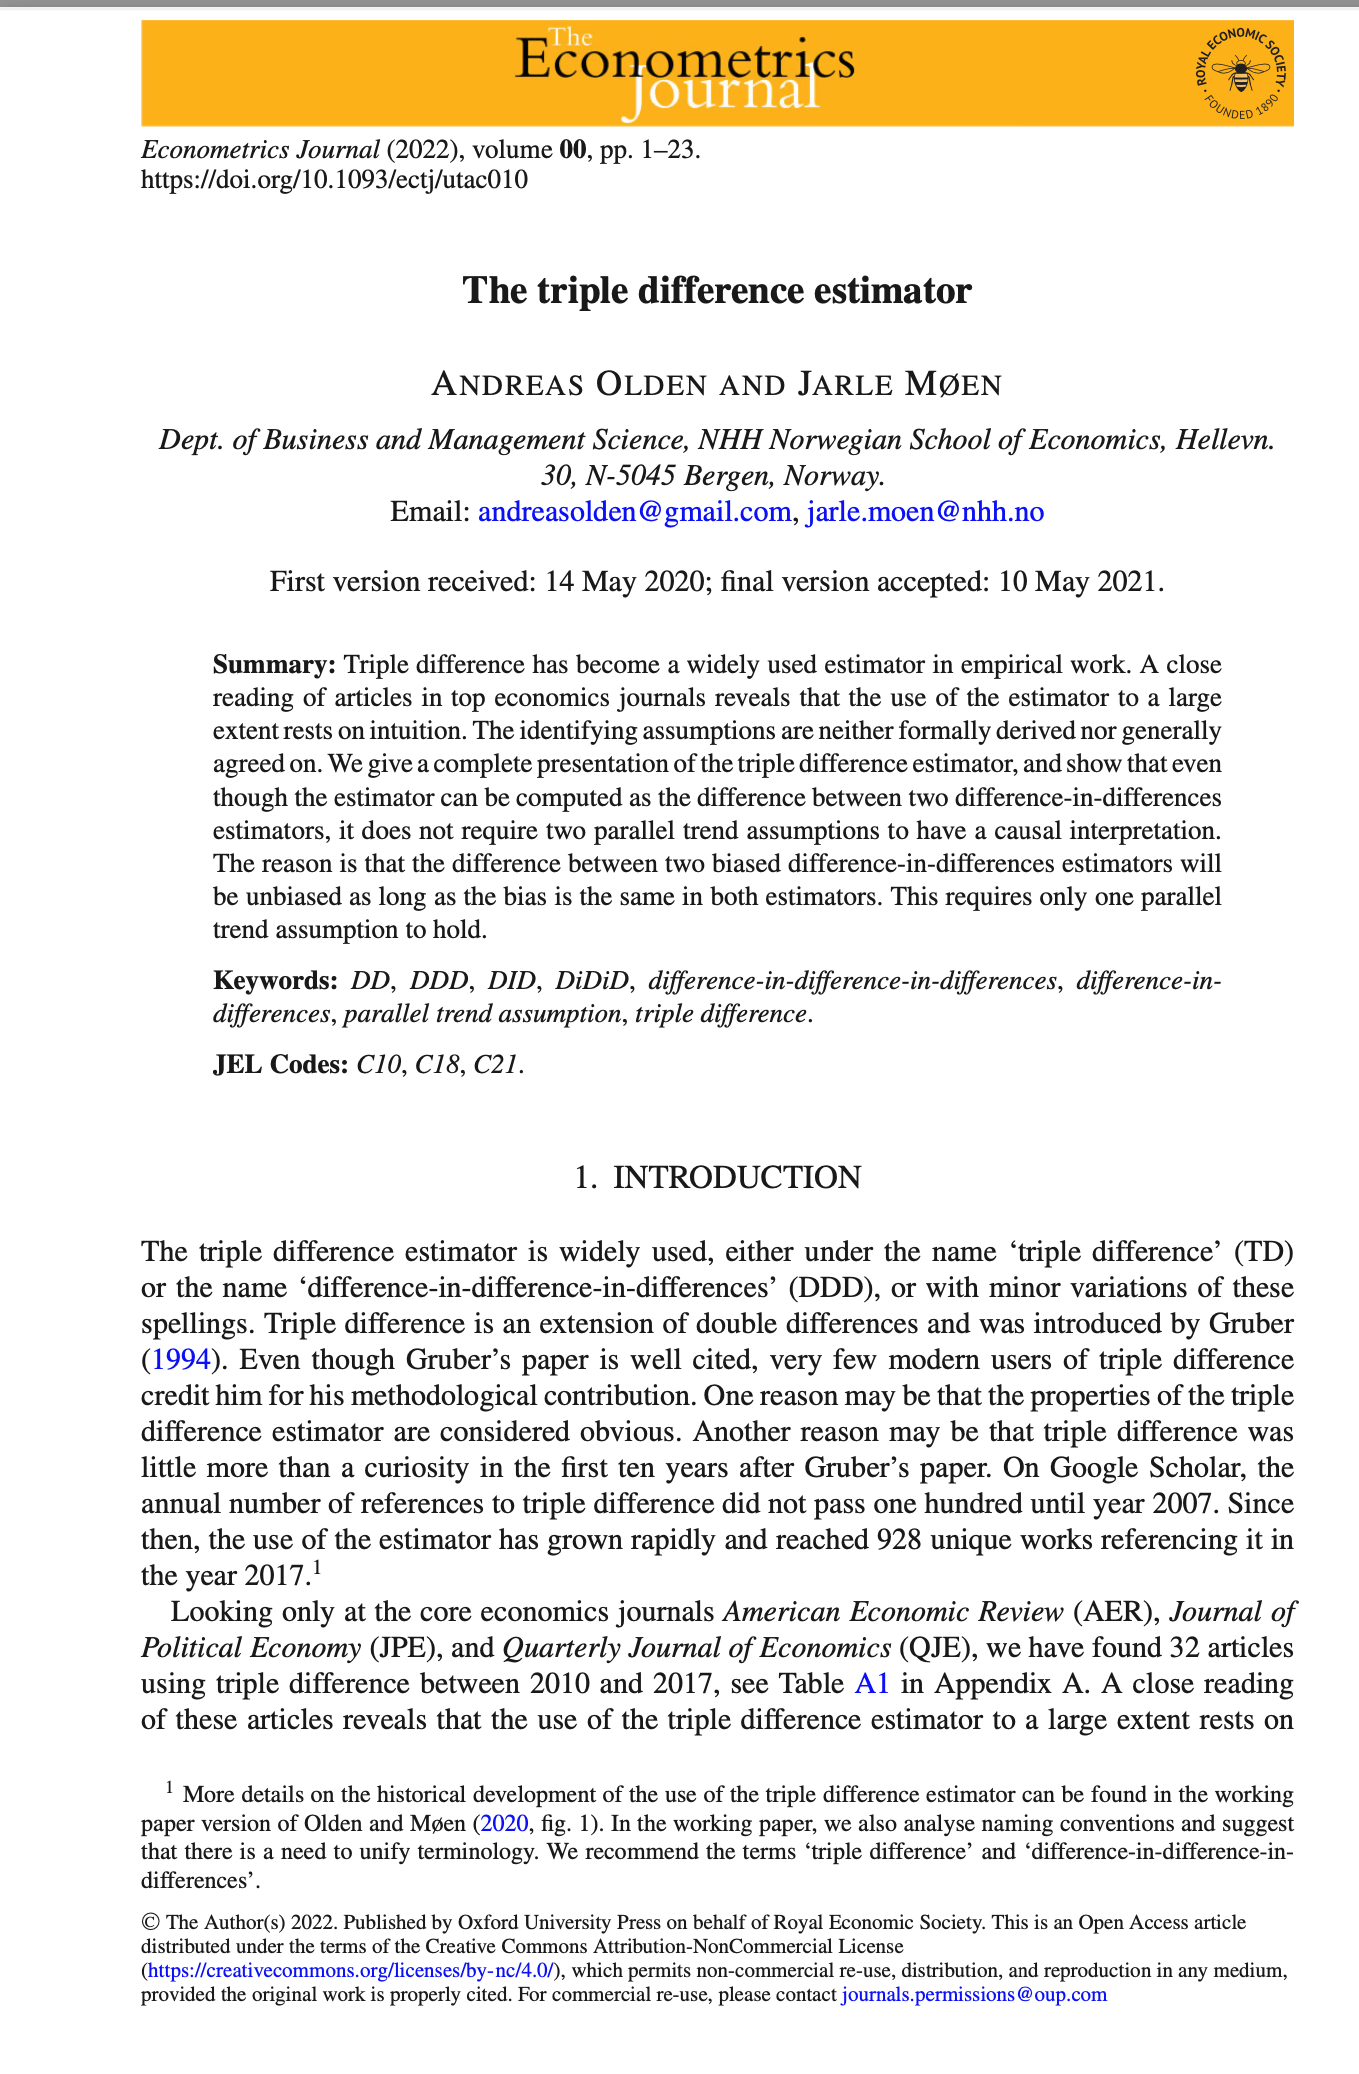 The
Econometrics
Journal
ROYAL ECONOMIC SOCIETY
· FOUNDED 1890 ·
Econometrics Journal (2022), volume 00, pp. 1–23.
https://doi.org/10.1093/ectj/utac010
The triple difference estimator
ANDREAS OLDEN AND JARLE MØEN
Dept. of Business and Management Science, NHH Norwegian School of Economics, Hellevn.
30, N-5045 Bergen, Norway.
Email: andreasolden@gmail.com, jarle.moen@nhh.no
First version received: 14 May 2020; final version accepted: 10 May 2021.
Summary: Triple difference has become a widely used estimator in empirical work. A close
reading of articles in top economics journals reveals that the use of the estimator to a large
extent rests on intuition. The identifying assumptions are neither formally derived nor generally
agreed on. We give a complete presentation of the triple difference estimator, and show that even
though the estimator can be computed as the difference between two difference-in-differences
estimators, it does not require two parallel trend assumptions to have a causal interpretation.
The reason is that the difference between two biased difference-in-differences estimators will
be unbiased as long as the bias is the same in both estimators. This requires only one parallel
trend assumption to hold.
Keywords: DD, DDD, DID, DiDiD, difference-in-difference-in-differences, difference-in-
differences, parallel trend assumption, triple difference.
JEL Codes: C10, C18, C21.
1. INTRODUCTION
The triple difference estimator is widely used, either under the name ‘triple difference’ (TD)
or the name ‘difference-in-difference-in-differences’ (DDD), or with minor variations of these
spellings. Triple difference is an extension of double differences and was introduced by Gruber
(1994). Even though Gruber’s paper is well cited, very few modern users of triple difference
credit him for his methodological contribution. One reason may be that the properties of the triple
difference estimator are considered obvious. Another reason may be that triple difference was
little more than a curiosity in the first ten years after Gruber’s paper. On Google Scholar, the
annual number of references to triple difference did not pass one hundred until year 2007. Since
then, the use of the estimator has grown rapidly and reached 928 unique works referencing it in
the year 2017.1
Looking only at the core economics journals American Economic Review (AER), Journal of
Political Economy (JPE), and Quarterly Journal of Economics (QJE), we have found 32 articles
using triple difference between 2010 and 2017, see Table A1 in Appendix A. A close reading
of these articles reveals that the use of the triple difference estimator to a large extent rests on
1 More details on the historical development of the use of the triple difference estimator can be found in the working
paper version of Olden and Møen (2020, fig. 1). In the working paper, we also analyse naming conventions and suggest
that there is a need to unify terminology. We recommend the terms ‘triple difference’ and ‘difference-in-difference-in-
differences’.
© The Author(s) 2022. Published by Oxford University Press on behalf of Royal Economic Society. This is an Open Access article
distributed under the terms of the Creative Commons Attribution-NonCommercial License
(https://creativecommons.org/licenses/by-nc/4.0/), which permits non-commercial re-use, distribution, and reproduction in any medium,
provided the original work is properly cited. For commercial re-use, please contact journals.permissions@oup.com